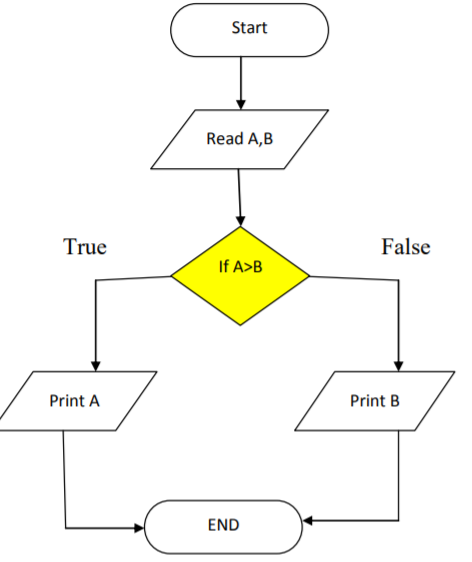 Start
Read A,B
If A>B
True
False
Print A
Print B
END